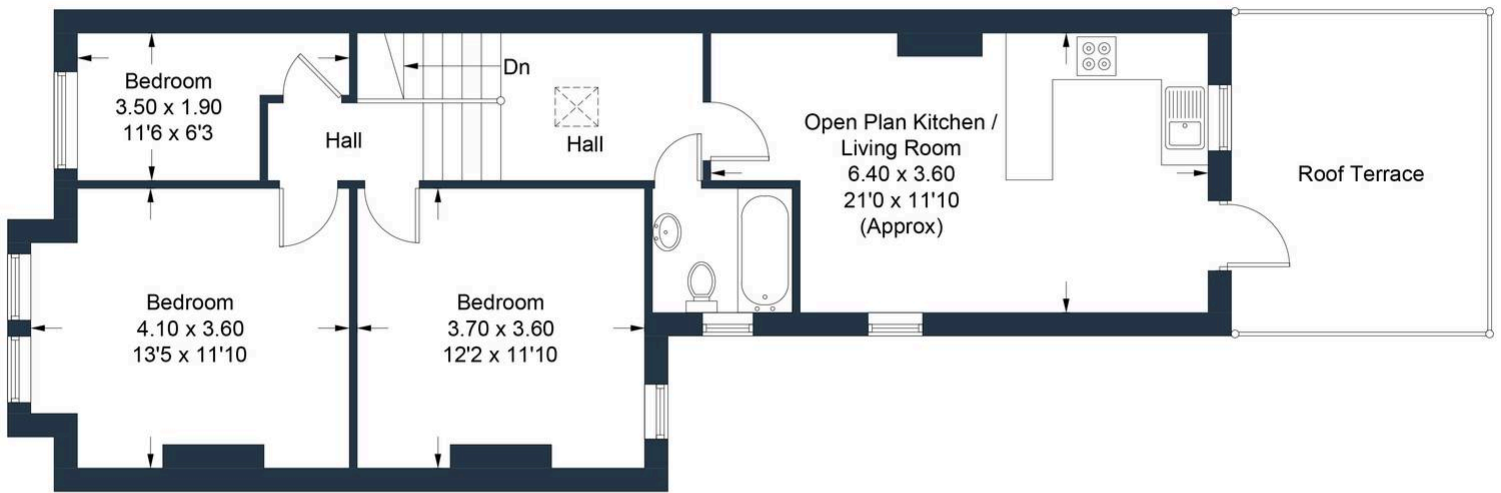 Bedroom
3.50 x 1.90
11'6 x 6'3
Dn
Hall
Hall
Open Plan Kitchen /
Living Room
6.40 x 3.60
21'0 x 11'10
(Approx)
Roof Terrace
Bedroom
4.10 x 3.60
13'5 x 11'10
Bedroom
3.70 x 3.60
12'2 x 11'10